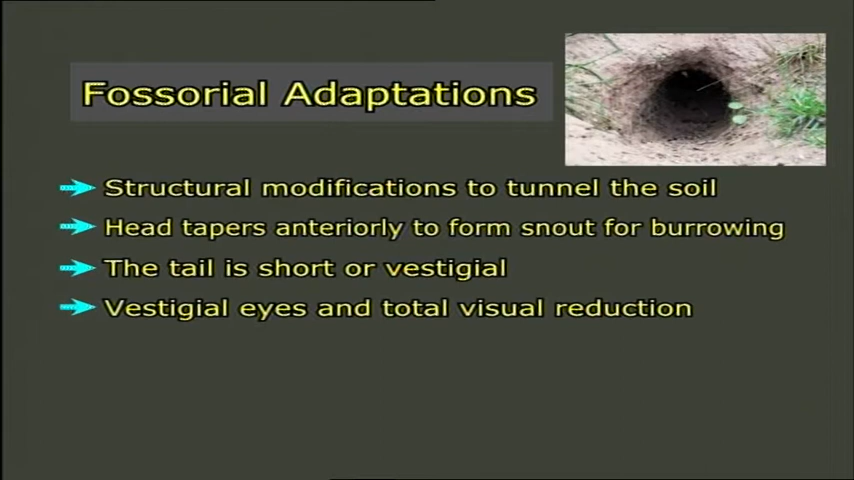 Fossorial Adaptations
Structural modifications to tunnel the soil
Head tapers anteriorly to form snout for burrowing
The tail is short or vestigial
Vestigial eyes and total visual reduction